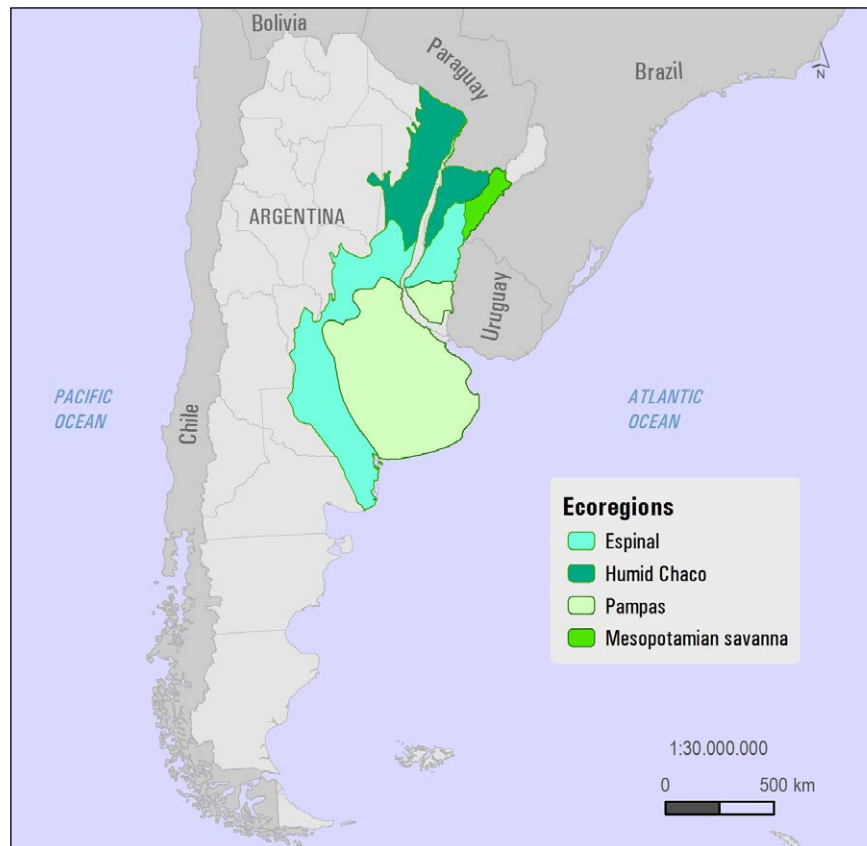 Bolivia
Paraguay
Brazil
N
ARGENTINA
Uruguay
PACIFIC
OCEAN
Chile
ATLANTIC
OCEAN
Ecoregions
Espinal
Humid Chaco
Pampas
Mesopotamian savanna
1:30.000.000
0 500 km